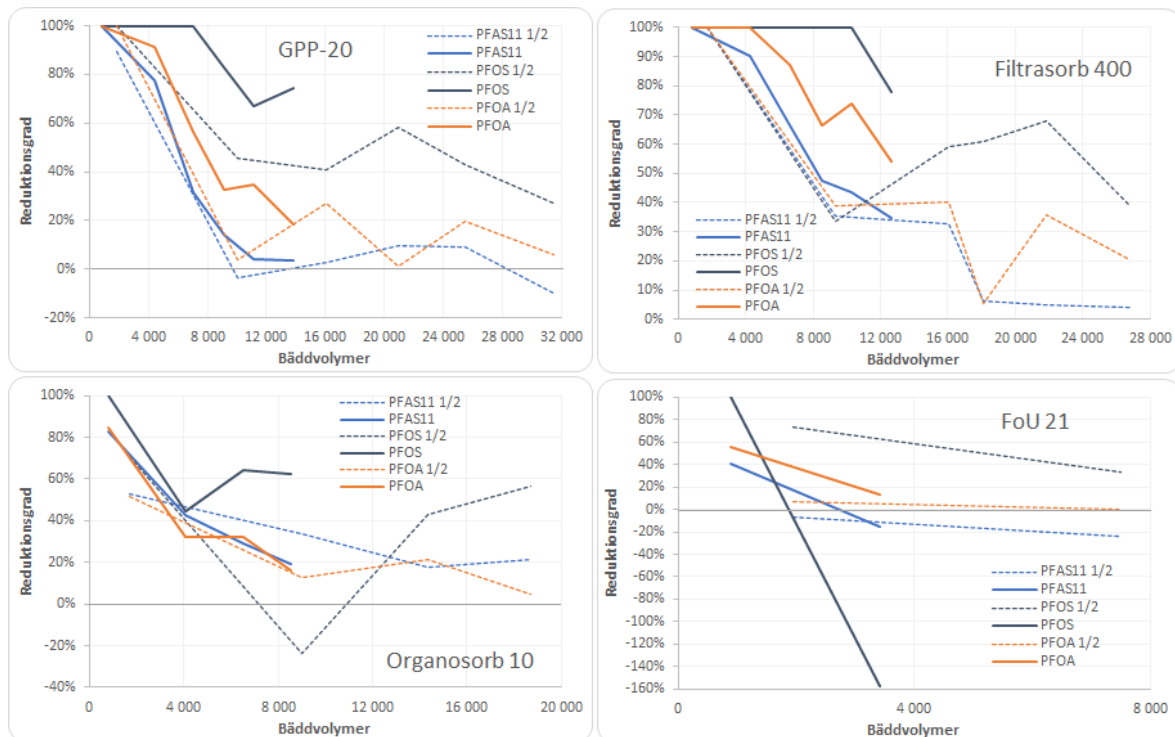 GPP-20
Reduktionsgrad
100%
80%
60%
40%
20%
0%
-20%
PFAS11 1/2
PFAS11
PFOS 1/2
PFOS
PFOA 1/2
PFOA
0 4 000 8 000 12 000 16 000 20 000 24 000 28 000 32 000
Bäddvolymer
Filtrasorb 400
Reduktionsgrad
100%
90%
80%
70%
60%
50%
40%
30%
20%
10%
0%
PFAS11 1/2
PFAS11
PFOS 1/2
PFOS
PFOA 1/2
PFOA
0 4 000 8 000 12 000 16 000 20 000 24 000 28 000
Bäddvolymer
Reduktionsgrad
100%
80%
60%
40%
20%
0%
-20%
-40%
PFAS11 1/2
PFAS11
PFOS 1/2
PFOS
PFOA 1/2
PFOA
Organosorb 10
0 4 000 8 000 12 000 16 000 20 000
Bäddvolymer
FoU 21
Reduktionsgrad
100%
80%
60%
40%
20%
0%
-20%
-40%
-60%
-80%
-100%
-120%
-140%
-160%
PFAS11 1/2
PFAS11
PFOS 1/2
PFOS
PFOA 1/2
PFOA
0 4 000 8 000
Bäddvolymer